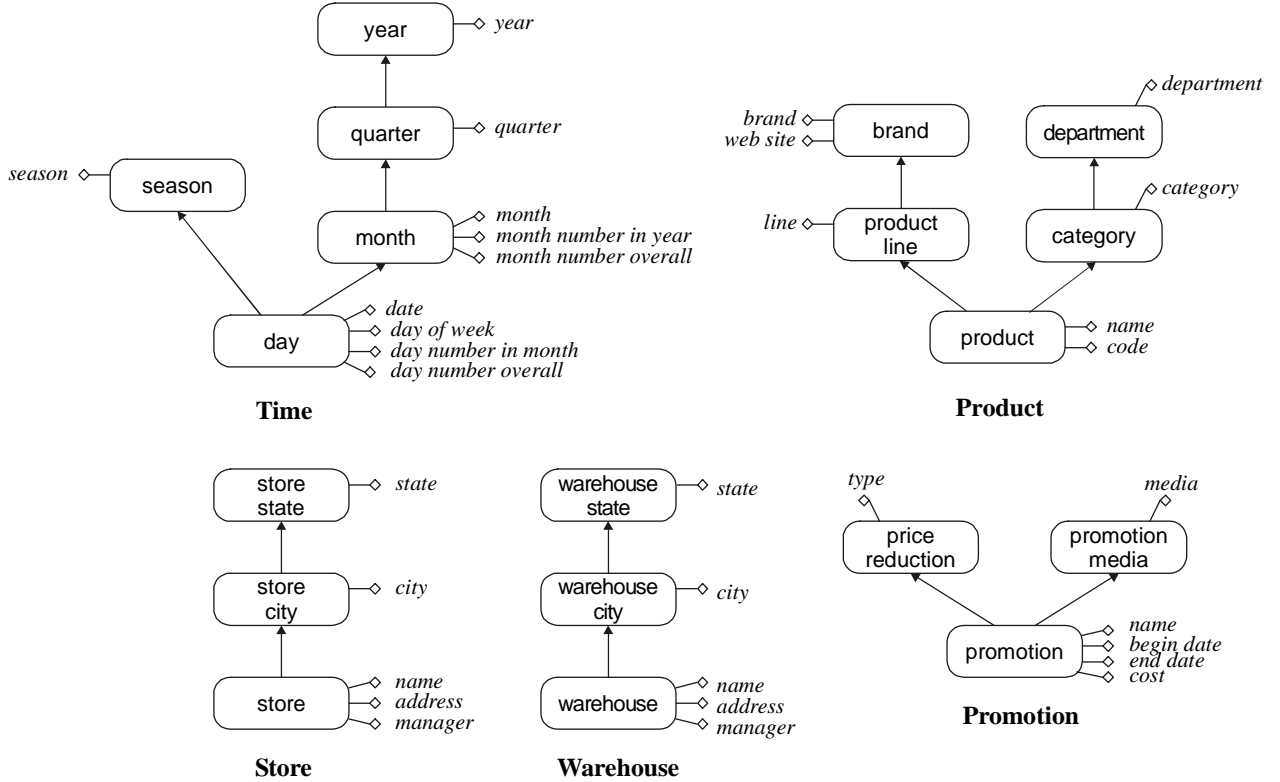 year
year
quarter
quarter
season
season
month
month
month number in year
month number overall
day
date
day of week
day number in month
day number overall
Time
brand
web site
brand
department
department
line
product
line
category
category
product
name
code
Product
store
state
state
store
city
city
store
name
address
manager
Store
warehouse
state
state
warehouse
city
city
warehouse
name
address
manager
Warehouse
type
media
price
reduction
promotion
media
promotion
name
begin date
end date
cost
Promotion